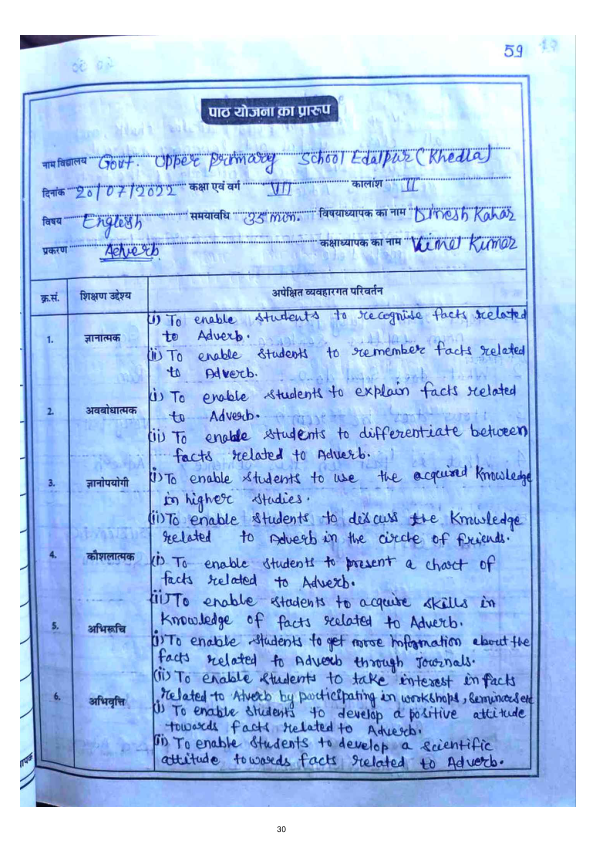 59
पाठ योजना का प्रारूप
नाम विद्यालय Govt. Upper Primary School Edalpur (Khedla)
दिनांक 20/07/2022 कक्षा एवं वर्ग VII कालांश II
विषय English समयावधि 35 min. विषयाध्यापक का नाम Dinesh Kahar
प्रकरण Adverb कक्षाध्यापक का नाम Vimal Kumar
क्र.सं. शिक्षण उद्देश्य अपेक्षित व्यवहारगत परिवर्तन
(i) To enable students to recognise facts related
1. ज्ञानात्मक to Adverb.
(ii) To enable students to remember facts related
to Adverb.
(i) To enable students to explain facts related
2. अवबोधात्मक to Adverb.
(ii) To enable students to differentiate between
facts related to Adverb.
3. ज्ञानोपयोगी (i) To enable students to use the acquired Knowledge
in higher studies.
(ii) To enable students to discuss the Knowledge
related to Adverb in the circle of friends.
4. कौशलात्मक (i) To enable students to present a chart of
facts related to Adverb.
(ii) To enable students to acquire skills in
5. अभिरूचि Knowledge of facts related to Adverb.
(i) To enable students to get more information about the
facts related to Adverb through Journals.
(ii) To enable students to take interest in facts
6. अभिवृत्ति related to Adverb by participating in workshops, seminars etc
(i) To enable students to develop a positive attitude
towards facts related to Adverb.
(ii) To enable students to develop a scientific
attitude towards facts related to Adverb.
30